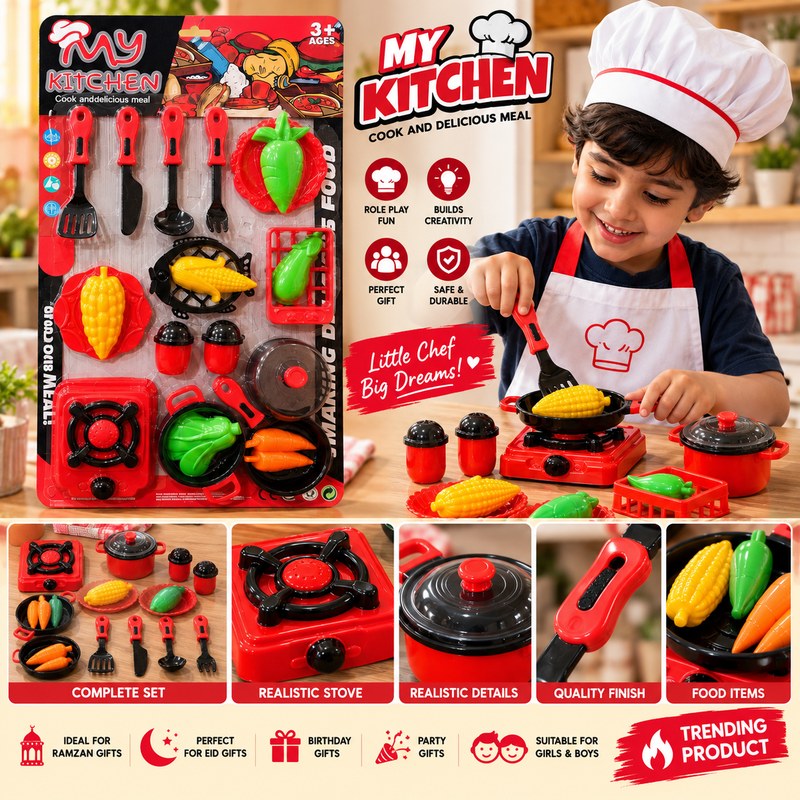 My
KITCHEN
Cook anddelicious meal
3+
AGES
MY
KITCHEN
COOK AND DELICIOUS MEAL
ROLE PLAY
FUN
BUILDS
CREATIVITY
PERFECT
GIFT
SAFE &
DURABLE
Little Chef
Big Dreams!
FOOD
MEAL!
COMPLETE SET
REALISTIC STOVE
REALISTIC DETAILS
QUALITY FINISH
FOOD ITEMS
IDEAL FOR
RAMZAN GIFTS
PERFECT
FOR EID GIFTS
BIRTHDAY
GIFTS
PARTY
GIFTS
SUITABLE FOR
GIRLS & BOYS
TRENDING
PRODUCT